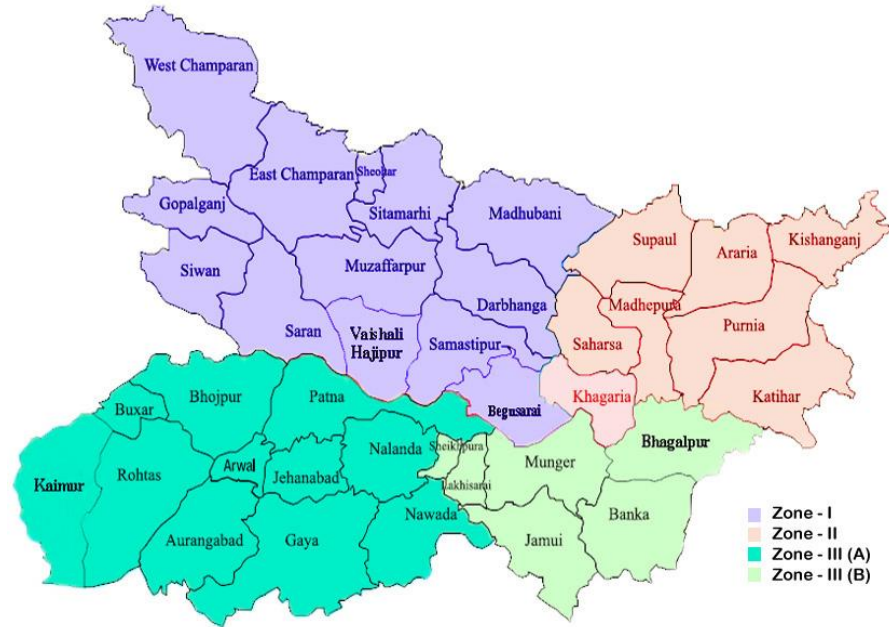 West Champaran
East Champaran
Sheohar
Gopalganj
Sitamarhi
Madhubani
Supaul
Araria
Kishanganj
Siwan
Muzaffarpur
Darbhanga
Madhepura
Purnia
Saran
Vaishali
Hajipur
Samastipur
Saharsa
Khagaria
Katihar
Begusarai
Buxar
Bhojpur
Patna
Kaimur
Rohtas
Arwal
Jehanabad
Nalanda
Sheikhpura
Lakhisarai
Munger
Bhagalpur
Aurangabad
Gaya
Nawada
Jamui
Banka
Zone - I
Zone - II
Zone - III (A)
Zone - III (B)